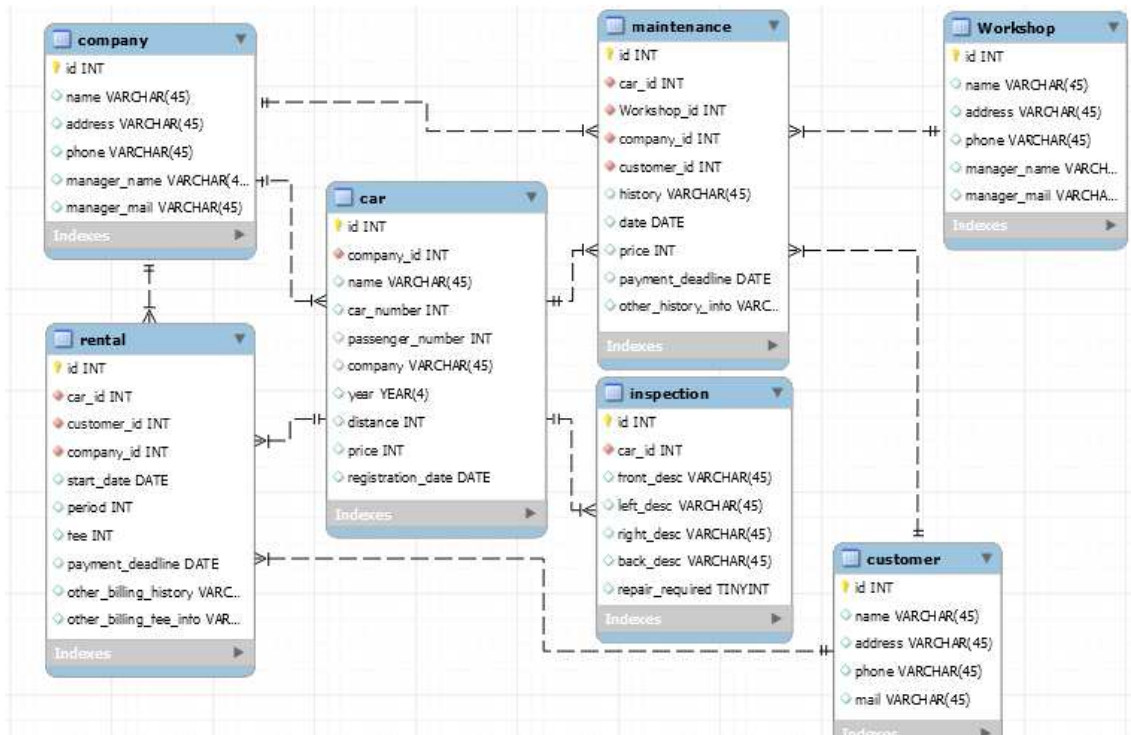 company
id INT
name VARCHAR(45)
address VARCHAR(45)
phone VARCHAR(45)
manager_name VARCHAR(4...
manager_mail VARCHAR(45)
Indexes
rental
id INT
car_id INT
customer_id INT
company_id INT
start_date DATE
period INT
fee INT
payment_deadline DATE
other_billing_history VARC...
other_billing_fee_info VAR...
Indexes
car
id INT
company_id INT
name VARCHAR(45)
car_number INT
passenger_number INT
company VARCHAR(45)
year YEAR(4)
distance INT
price INT
registration_date DATE
Indexes
maintenance
id INT
car_id INT
Workshop_id INT
company_id INT
customer_id INT
history VARCHAR(45)
date DATE
price INT
payment_deadline DATE
other_history_info VARC...
Indexes
inspection
id INT
car_id INT
front_desc VARCHAR(45)
left_desc VARCHAR(45)
right_desc VARCHAR(45)
back_desc VARCHAR(45)
repair_required TINYINT
Indexes
Workshop
id INT
name VARCHAR(45)
address VARCHAR(45)
phone VARCHAR(45)
manager_name VARCH...
manager_mail VARCHA...
Indexes
customer
id INT
name VARCHAR(45)
address VARCHAR(45)
phone VARCHAR(45)
mail VARCHAR(45)
Indexes